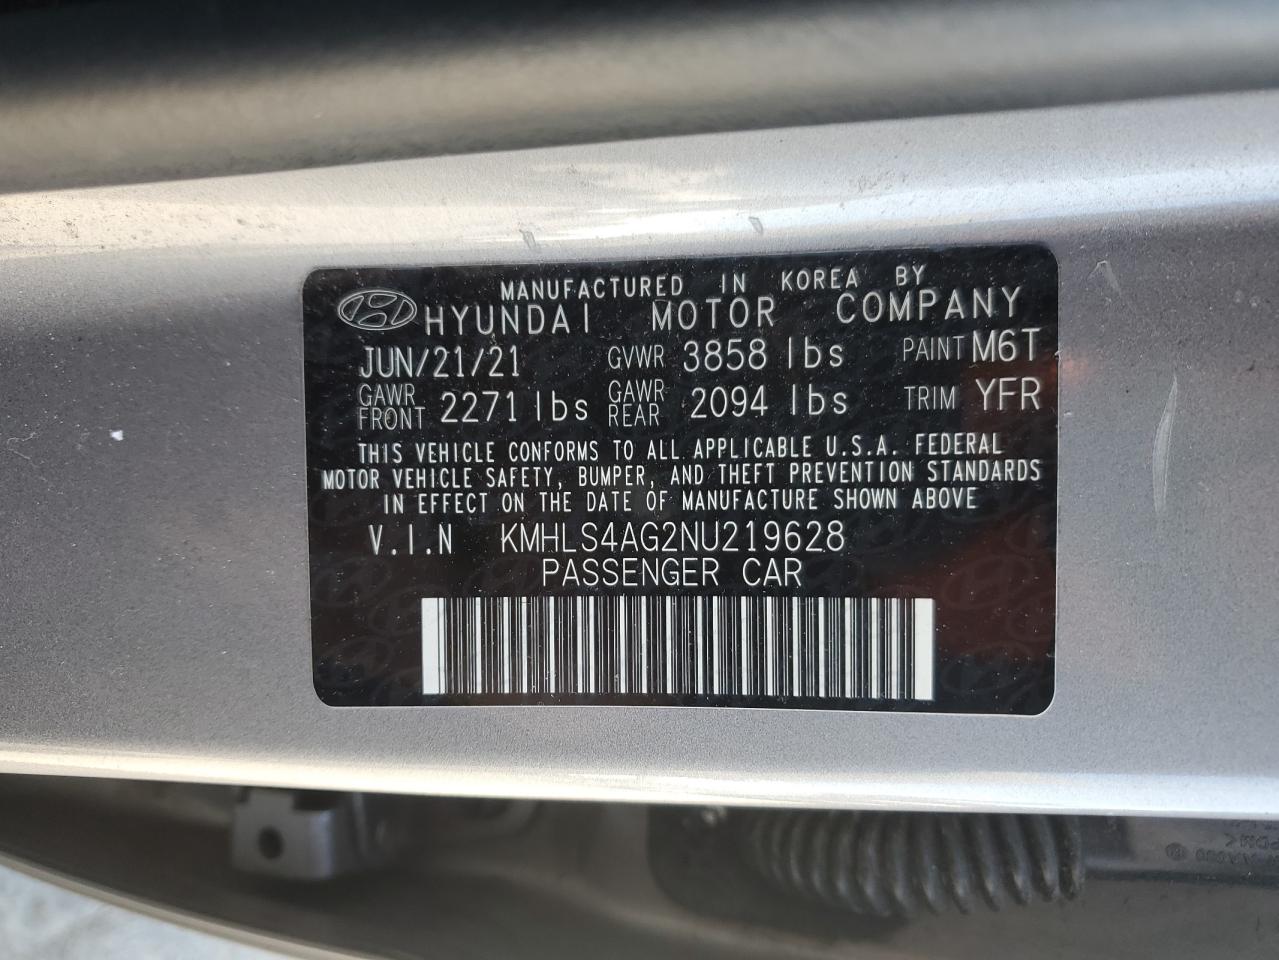 MANUFACTURED IN KOREA BY
HYUNDAI MOTOR COMPANY
JUN/21/21 GVWR 3858 lbs PAINT M6T
GAWR FRONT 2271 lbs GAWR REAR 2094 lbs TRIM YFR
THIS VEHICLE CONFORMS TO ALL APPLICABLE U.S.A. FEDERAL
MOTOR VEHICLE SAFETY, BUMPER, AND THEFT PREVENTION STANDARDS
IN EFFECT ON THE DATE OF MANUFACTURE SHOWN ABOVE
V.I.N KMHLS4AG2NU219628
PASSENGER CAR